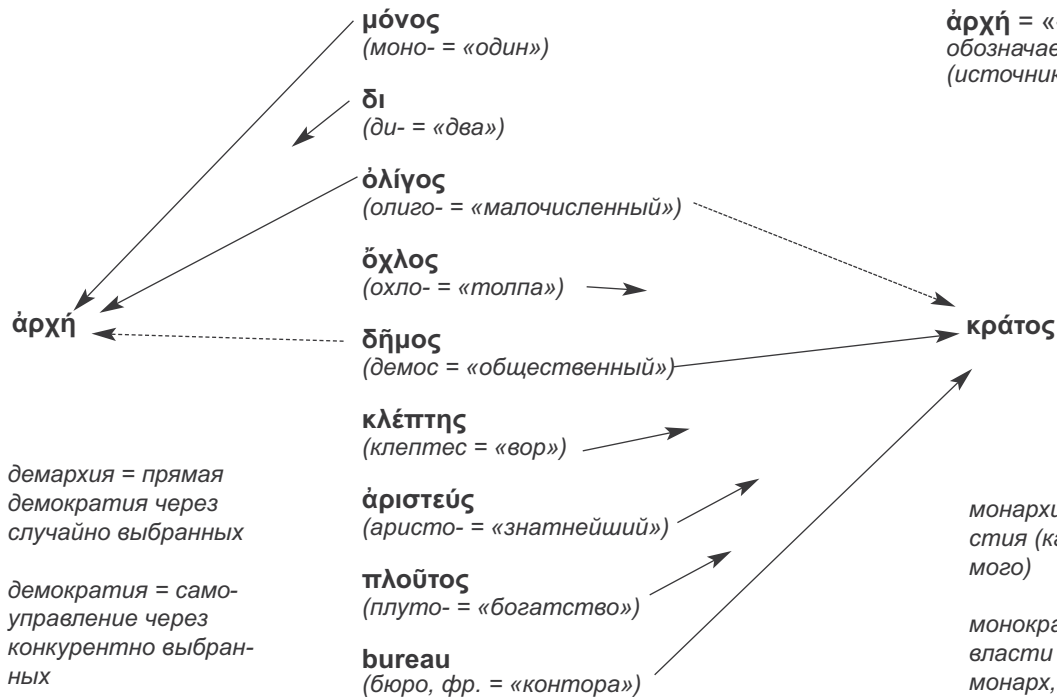 μόνος
(моно- = «один»)
δι
(ди- = «два»)
ὀλίγος
(олиго- = «малочисленный»)
ὄχλος
(охло- = «толпа»)
δῆμος
(демос = «общественный»)
κλέπτης
(клептес = «вор»)
ἀριστεύς
(аристо- = «знатнейший»)
πλοῦτος
(плуто- = «богатство»)
bureau
(бюро, фр. = «контора»)
ἀρχή
демархия = прямая
демократия через
случайно выбранных
демократия = само-
управление через
конкурентно выбран-
ных
ἀρχή = «
обозначае
(источник
κράτος
монархи
стия (ка
мого)
монокра
власти
монарх,